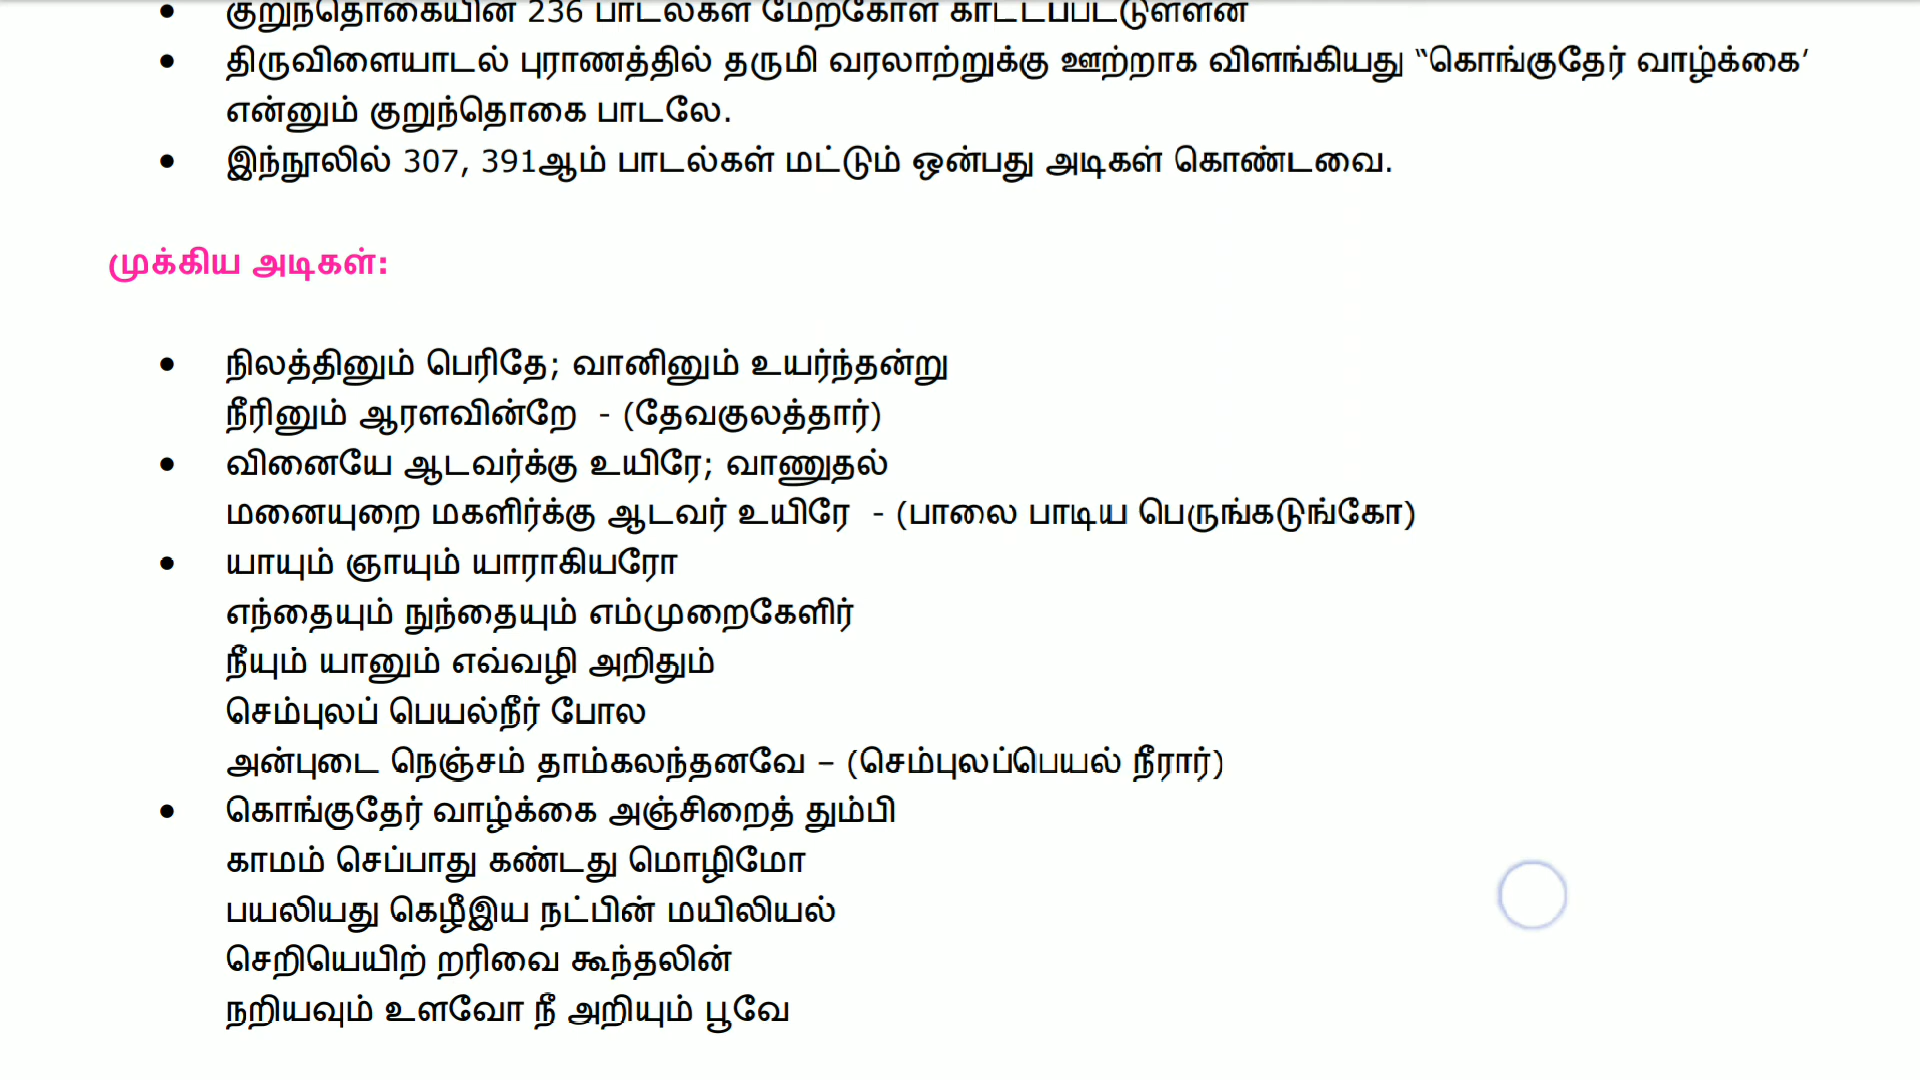 குறுந்தொகையின் 236 பாடல்கள் மேற்கோள் காட்டப்பட்டுள்ளன
திருவிளையாடல் புராணத்தில் தருமி வரலாற்றுக்கு ஊற்றாக விளங்கியது “கொங்குதேர் வாழ்க்கை’
என்னும் குறுந்தொகை பாடலே.
இந்நூலில் 307, 391ஆம் பாடல்கள் மட்டும் ஒன்பது அடிகள் கொண்டவை.
முக்கிய அடிகள்:
நிலத்தினும் பெரிதே; வானினும் உயர்ந்தன்று
நீரினும் ஆரளவின்றே - (தேவகுலத்தார்)
வினையே ஆடவர்க்கு உயிரே; வாணுதல்
மனையுறை மகளிர்க்கு ஆடவர் உயிரே - (பாலை பாடிய பெருங்கடுங்கோ)
யாயும் ஞாயும் யாராகியரோ
எந்தையும் நுந்தையும் எம்முறைகேளிர்
நீயும் யானும் எவ்வழி அறிதும்
செம்புலப் பெயல்நீர் போல
அன்புடை நெஞ்சம் தாம்கலந்தனவே – (செம்புலப்பெயல் நீரார்)
கொங்குதேர் வாழ்க்கை அஞ்சிறைத் தும்பி
காமம் செப்பாது கண்டது மொழிமோ
பயலியது கெழீஇய நட்பின் மயிலியல்
செறியெயிற் றரிவை கூந்தலின்
நறியவும் உளவோ நீ அறியும் பூவே